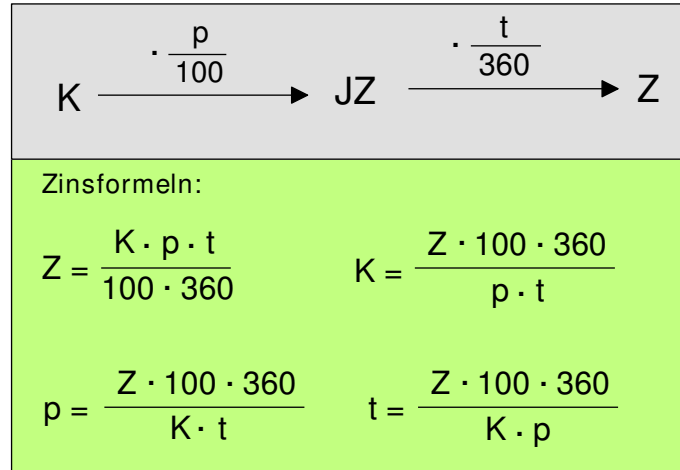 K · p/100 → JZ · t/360 → Z
Zinsformeln:
Z = K · p · t / 100 · 360
K = Z · 100 · 360 / p · t
p = Z · 100 · 360 / K · t
t = Z · 100 · 360 / K · p